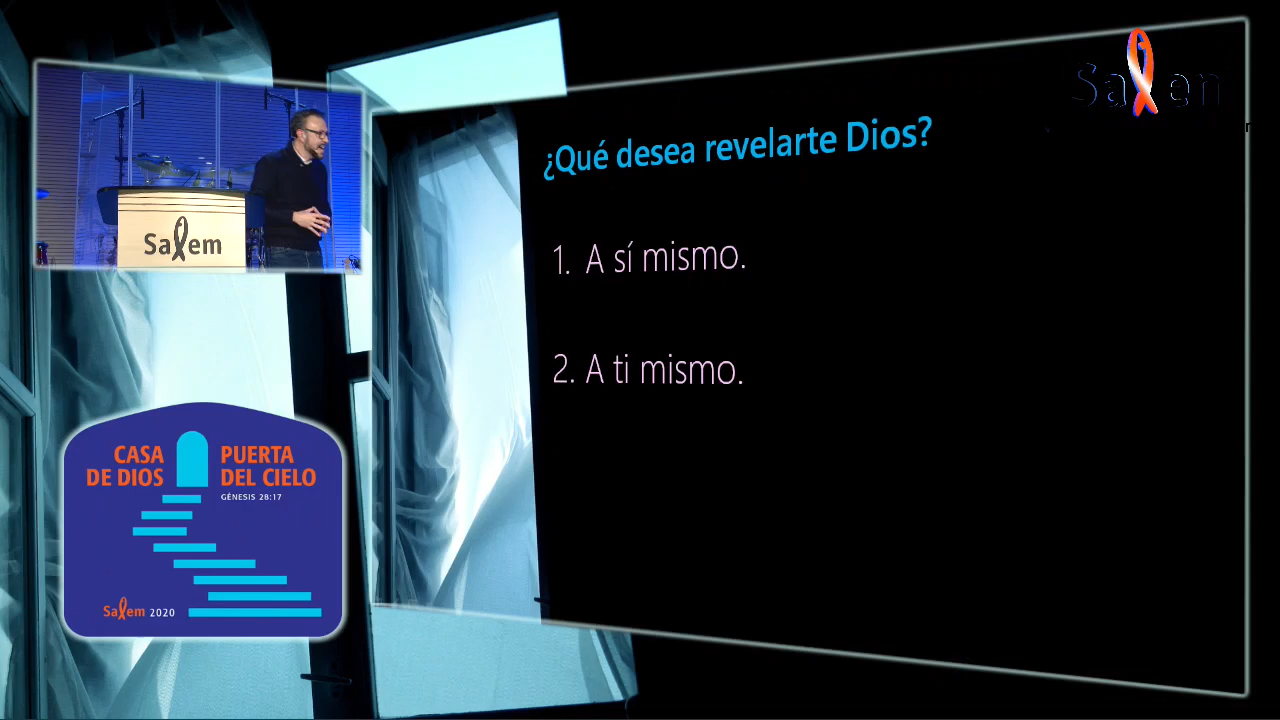 Salem
¿Qué desea revelarte Dios?
1. A sí mismo.
2. A ti mismo.
Salem
CASA
DE DIOS
PUERTA
DEL CIELO
GÉNESIS 28:17
Salem 2020